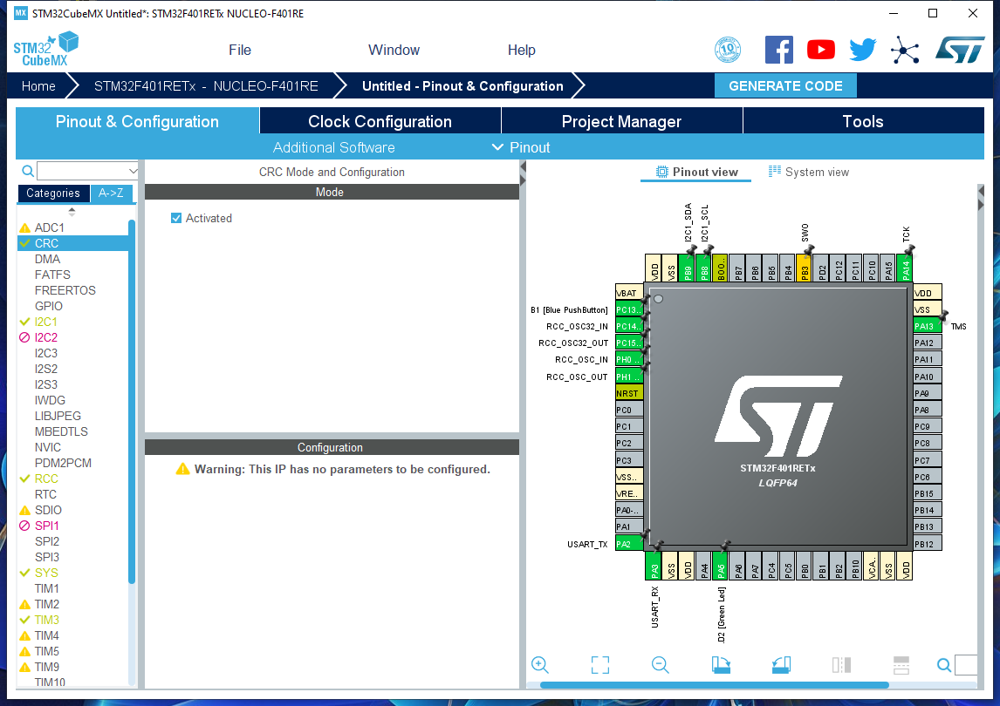 MX STM32CubeMX Untitled*: STM32F401RETx NUCLEO-F401RE
STM32
CubeMX
File
Window
Help
10
Home
STM32F401RETx - NUCLEO-F401RE
Untitled - Pinout & Configuration
GENERATE CODE
Pinout & Configuration
Clock Configuration
Project Manager
Tools
Additional Software
Pinout
Categories
A->Z
ADC1
CRC
DMA
FATFS
FREERTOS
GPIO
I2C1
I2C2
I2C3
I2S2
I2S3
IWDG
LIBJPEG
MBEDTLS
NVIC
PDM2PCM
RCC
RTC
SDIO
SPI1
SPI2
SPI3
SYS
TIM1
TIM2
TIM3
TIM4
TIM5
TIM9
TIM10
CRC Mode and Configuration
Mode
Activated
Configuration
Warning: This IP has no parameters to be configured.
Pinout view
System view
I2C1_SDA
I2C1_SCL
SWO
TCK
VDD
VSS
PB9
PB8
BOO..
PB7
PB6
PB5
PB4
PB3
PD2
PC12
PC11
PC10
PA15
PA14
VBAT
B1 [Blue PushButton] PC13..
RCC_OSC32_IN PC14..
RCC_OSC32_OUT PC15..
RCC_OSC_IN PH0 ..
RCC_OSC_OUT PH1 ..
NRST
PC0
PC1
PC2
PC3
VSS..
VRE..
PA0-..
PA1
USART_TX PA2
VDD
VSS
PA13 TMS
PA12
PA11
PA10
PA9
PA8
PC9
PC8
PC7
PC6
PB15
PB14
PB13
PB12
STM32F401RETx
LQFP64
PA3
VSS
VDD
PA4
PA5
PA6
PA7
PC4
PC5
PB0
PB1
PB2
PB10
VCA..
VSS
VDD
USART_RX
.D2 [Green Led]